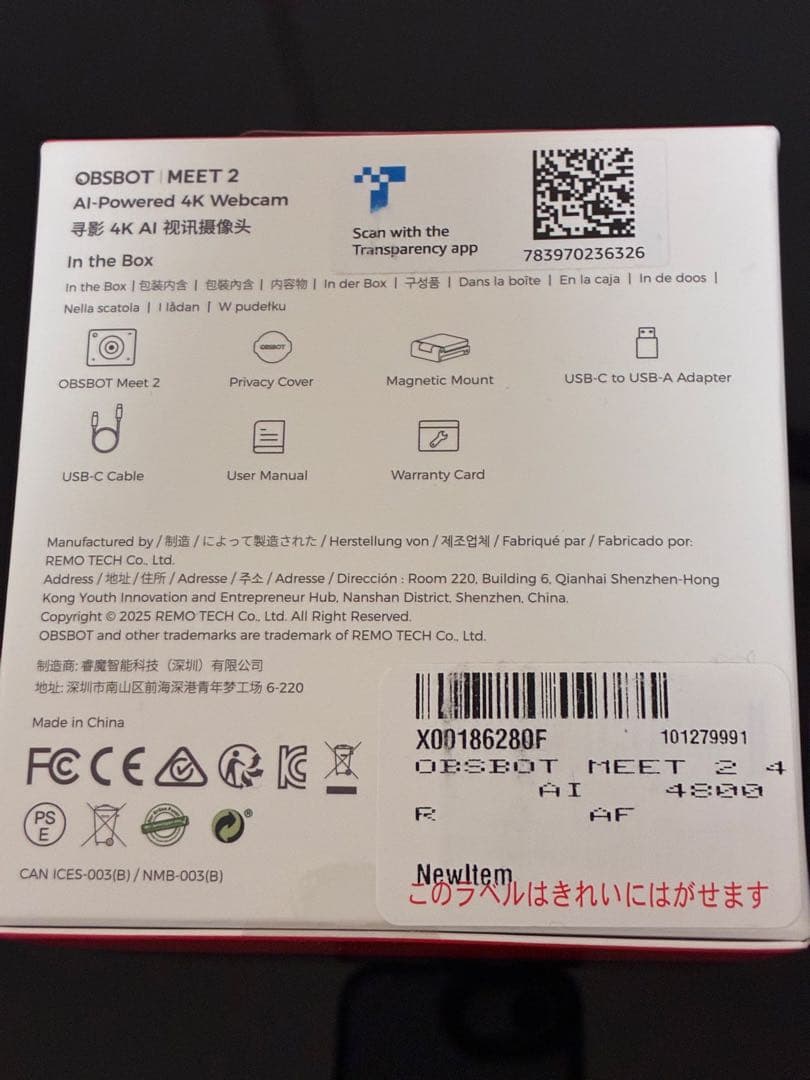 OBSBOT | MEET 2
AI-Powered 4K Webcam
寻影 4K AI 视讯摄像头
Scan with the
Transparency app
783970236326
In the Box
In the Box | 包装内含 | 包裝內含 | 内容物 | In der Box | 구성품 | Dans la boîte | En la caja | In de doos |
Nella scatola | I lådan | W pudełku
OBSBOT
OBSBOT Meet 2
Privacy Cover
Magnetic Mount
USB-C to USB-A Adapter
USB-C Cable
User Manual
Warranty Card
Manufactured by / 制造 / によって製造された / Herstellung von / 제조업체 / Fabriqué par / Fabricado por:
REMO TECH Co., Ltd.
Address / 地址 / 住所 / Adresse / 주소 / Adresse / Dirección : Room 220, Building 6, Qianhai Shenzhen-Hong
Kong Youth Innovation and Entrepreneur Hub, Nanshan District, Shenzhen, China.
Copyright © 2025 REMO TECH Co., Ltd. All Right Reserved.
OBSBOT and other trademarks are trademark of REMO TECH Co., Ltd.
制造商: 睿魔智能科技（深圳）有限公司
地址: 深圳市南山区前海深港青年梦工场 6-220
Made in China
FC CE
PS
E
CAN ICES-003(B) / NMB-003(B)
X00186280F
101279991
OBSBOT MEET 2 4
AI 4800
R AF
NewItem
このラベルはきれいにはがせます